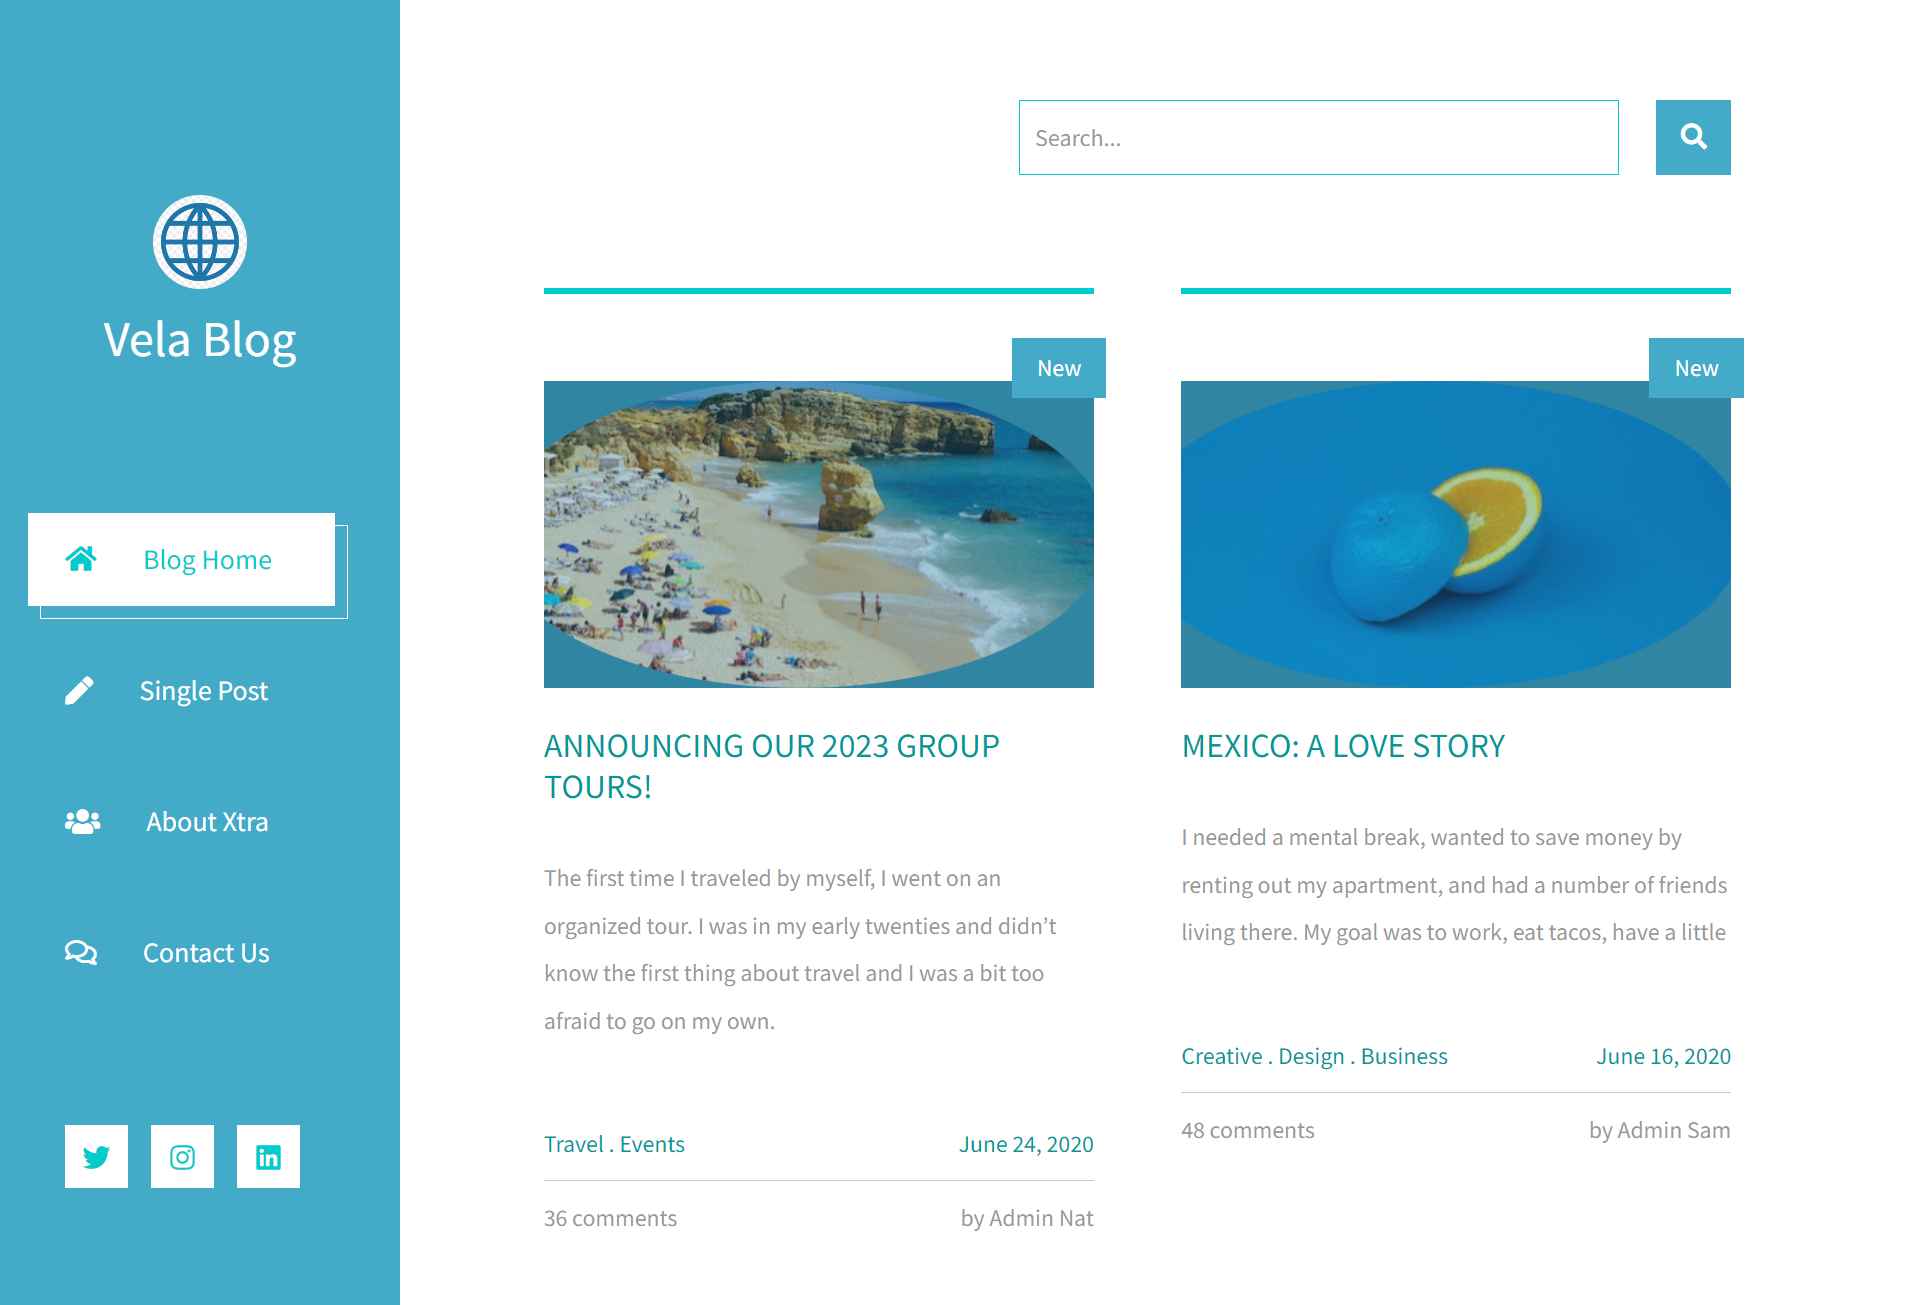 Vela Blog
Blog Home
Single Post
About Xtra
Contact Us
Search...
New
ANNOUNCING OUR 2023 GROUP
TOURS!
The first time I traveled by myself, I went on an
organized tour. I was in my early twenties and didn’t
know the first thing about travel and I was a bit too
afraid to go on my own.
Travel . Events
June 24, 2020
36 comments
by Admin Nat
New
MEXICO: A LOVE STORY
I needed a mental break, wanted to save money by
renting out my apartment, and had a number of friends
living there. My goal was to work, eat tacos, have a little
Creative . Design . Business
June 16, 2020
48 comments
by Admin Sam